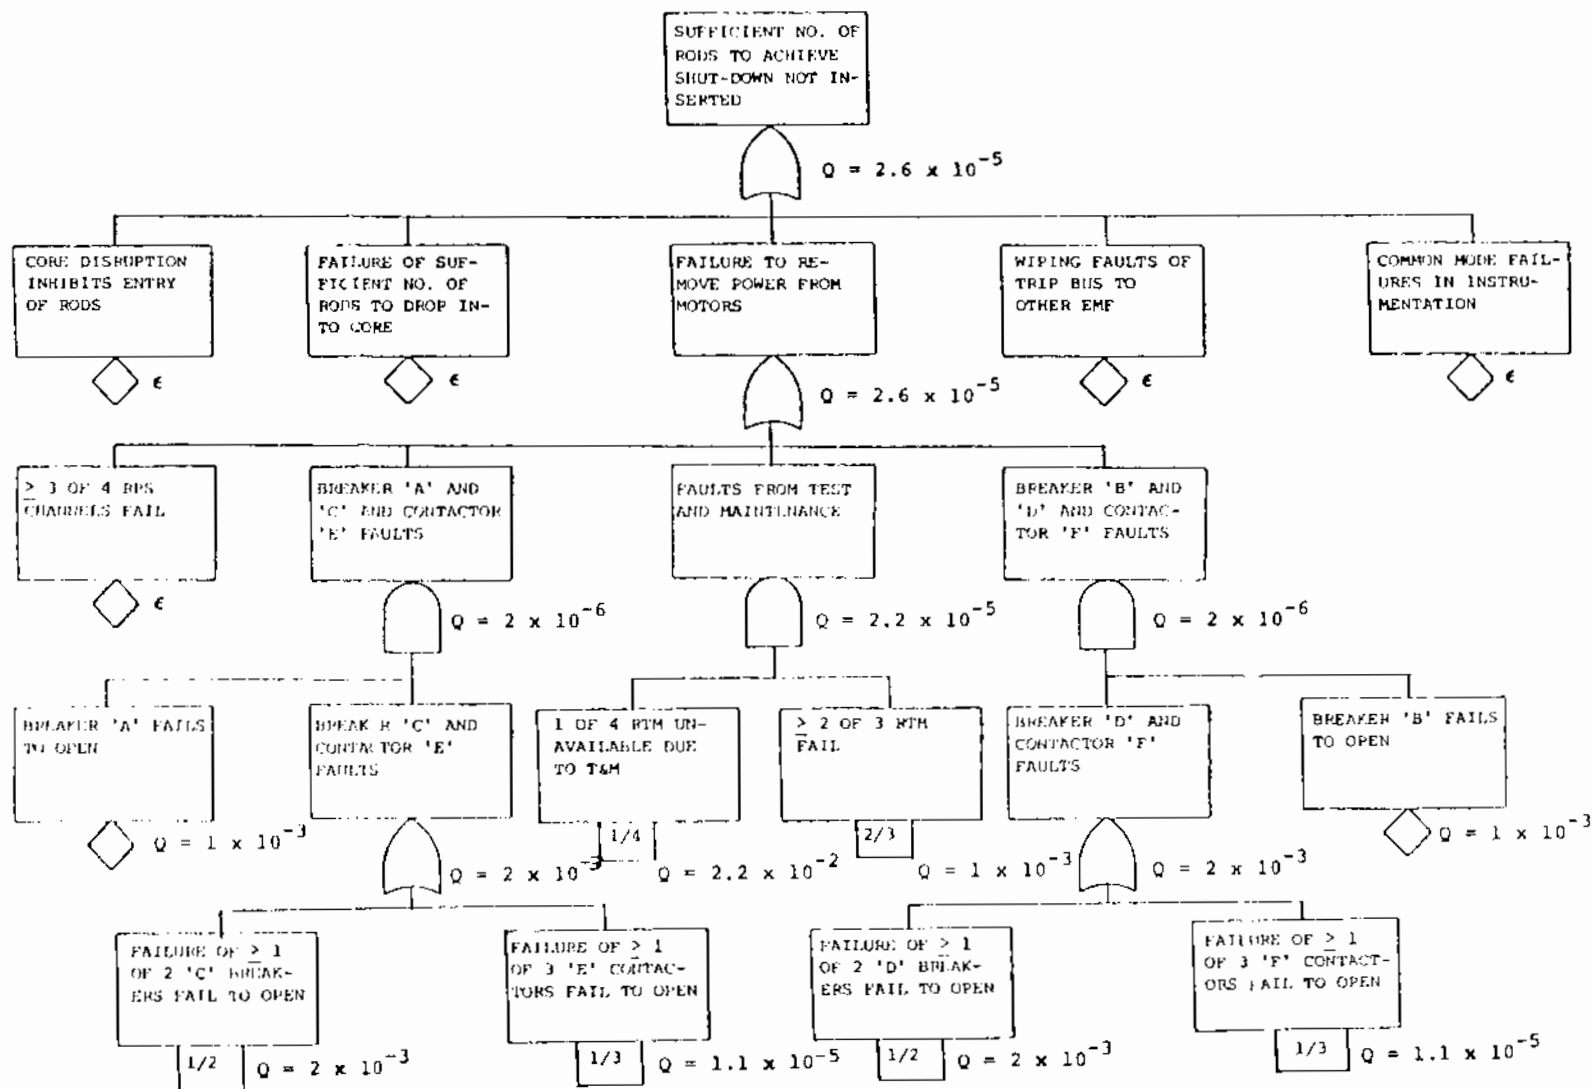 SUFFICIENT NO. OF
RODS TO ACHIEVE
SHUT-DOWN NOT IN-
SERTED
Q = 2.6 x 10^-5
CORE DISRUPTION
INHIBITS ENTRY
OF RODS
ϵ
FAILURE OF SUF-
FICIENT NO. OF
RODS TO DROP IN-
TO CORE
ϵ
FAILURE TO RE-
MOVE POWER FROM
MOTORS
Q = 2.6 x 10^-5
WIPING FAULTS OF
TRIP BUS TO
OTHER EMF
ϵ
COMMON MODE FAIL-
URES IN INSTRU-
MENTATION
ϵ
≥ 3 OF 4 RPS
CHANNELS FAIL
ϵ
BREAKER 'A' AND
'C' AND CONTACTOR
'E' FAULTS
Q = 2 x 10^-6
FAULTS FROM TEST
AND MAINTENANCE
Q = 2.2 x 10^-5
BREAKER 'B' AND
'D' AND CONTAC-
TOR 'F' FAULTS
Q = 2 x 10^-6
BREAKER 'A' FAILS
TO OPEN
Q = 1 x 10^-3
BREAK R 'C' AND
CONTACTOR 'E'
FAULTS
Q = 2 x 10^-3
1 OF 4 RTM UN-
AVAILABLE DUE
TO T&M
1/4
Q = 2.2 x 10^-2
≥ 2 OF 3 RTM
FAIL
2/3
Q = 1 x 10^-3
BREAKER 'D' AND
CONTACTOR 'F'
FAULTS
Q = 2 x 10^-3
BREAKER 'B' FAILS
TO OPEN
Q = 1 x 10^-3
FAILURE OF ≥ 1
OF 2 'C' BREAK-
ERS FAIL TO OPEN
1/2
Q = 2 x 10^-3
FAILURE OF ≥ 1
OF 3 'E' CONTAC-
TORS FAIL TO OPEN
1/3
Q = 1.1 x 10^-5
FAILURE OF ≥ 1
OF 2 'D' BREAK-
ERS FAIL TO OPEN
1/2
Q = 2 x 10^-3
FAILURE OF ≥ 1
OF 3 'F' CONTACT-
ORS FAIL TO OPEN
1/3
Q = 1.1 x 10^-5